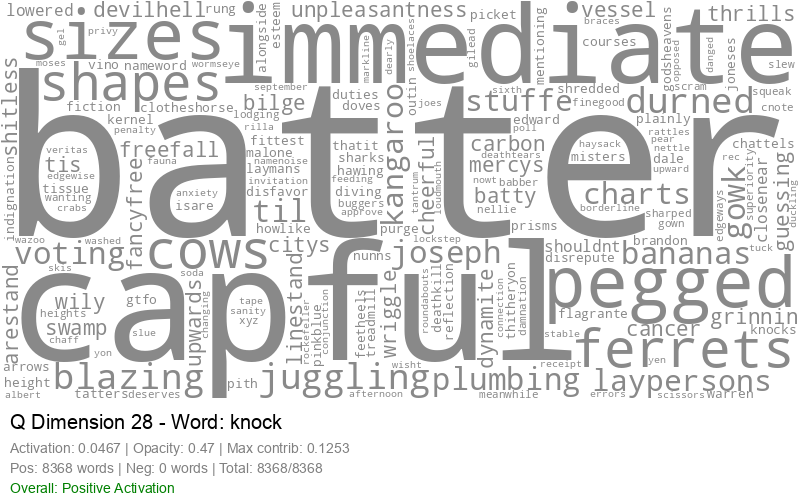 lowered devilhell rung unpleasantness picket vessel braces thrills
gel privy alongside esteem markline dearly shoelaces gilead mentioning courses godsheavens opposed danged joneses slew
sizes immediate
moses vino nameword wormseye september outin sixth shredded scram squeak
shitless shapes fiction clotheshorse bilge duties doves kangaroo joes stuffe finegood durned cnote
kernel penalty lodging rilla edward poll plainly rattles pear
batter
indignation veritas tis freefall fittest malone thatit sharks carbon haysack misters nettle dale chattels rec
edgewise fauna namenoise laymans hawing feeding cheerful tantrum loudmouth deathtears mercys upward superiority duckling
tissue wanting crabs fancyfree anxiety isare invitation disfavor diving buggers approve batty babber nellie borderline charts sharped gown edgeways gowk closenear guessing
wazoo washed til howlike purge lockstep nowt prisms shouldnt brandon tuck
voting cows citys nunns joseph disrepute bananas
skis soda roundabouts deathkill reflection connection thitheryon damnation
arestand wily gtfo upwards changing tape sanity xyz linestand rockefeller pinkblue conjunction feetheels treadmill wriggle dynamite pegged knocks
capful
heights swamp slue stable flagrante cancer grinnin
chaff yon ferrets
arrows blazing pith juggling wisht plumbing receipt yen laypersons
height albert tatters deserves afternoon meanwhile errors scissors warren
Q Dimension 28 - Word: knock
Activation: 0.0467 | Opacity: 0.47 | Max contrib: 0.1253
Pos: 8368 words | Neg: 0 words | Total: 8368/8368
Overall: Positive Activation